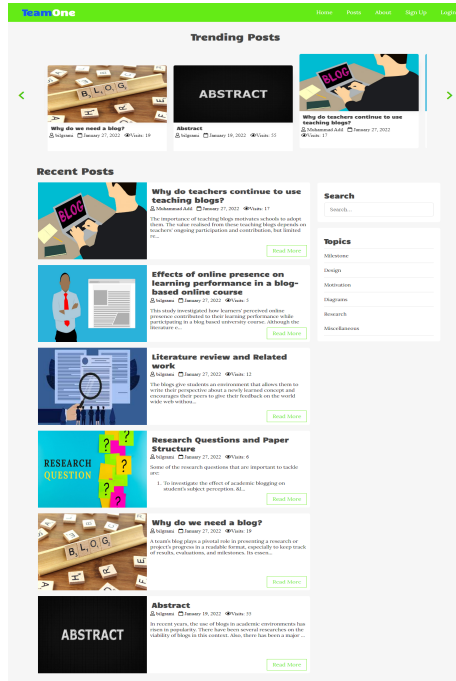 TeamOne
Home Posts About Sign Up Login
Trending Posts
BLOG
Why do we need a blog?
bilgrami January 27, 2022 Visits: 19
ABSTRACT
Abstract
bilgrami January 19, 2022 Visits: 55
BLOG
Why do teachers continue to use
teaching blogs?
Muhammad Adil January 27, 2022
Visits: 17
Recent Posts
BLOG
Why do teachers continue to use
teaching blogs?
Muhammad Adil January 27, 2022 Visits: 17
The importance of teaching blogs motivates schools to adopt
them. The value realised from these teaching blogs depends on
teachers' ongoing participation and contribution, but limited
re...
Read More
Search
Search...
Topics
Milestone
Design
Motivation
Diagrams
Research
Miscellaneous
Effects of online presence on
learning performance in a blog-
based online course
bilgrami January 27, 2022 Visits: 5
This study investigated how learners' perceived online
presence contributed to their learning performance while
participating in a blog based university course. Although the
literature e...
Read More
Literature review and Related
work
bilgrami January 27, 2022 Visits: 12
The blogs give students an environment that allows them to
write their perspective about a newly learned concept and
encourages their peers to give their feedback on the world
wide web withou...
Read More
RESEARCH
QUESTION
Research Questions and Paper
Structure
bilgrami January 27, 2022 Visits: 6
Some of the research questions that are important to tackle
are:
1. To investigate the effect of academic blogging on
student's subject perception. &L...
Read More
BLOG
Why do we need a blog?
bilgrami January 27, 2022 Visits: 19
A team's blog plays a pivotal role in presenting a research or
project's progress in a readable format, especially to keep track
of results, evaluations, and milestones. Its essen...
Read More
ABSTRACT
Abstract
bilgrami January 19, 2022 Visits: 55
In recent years, the use of blogs in academic environments has
risen in popularity. There have been several researches on the
viability of blogs in this context. Also, there has been a major ...
Read More